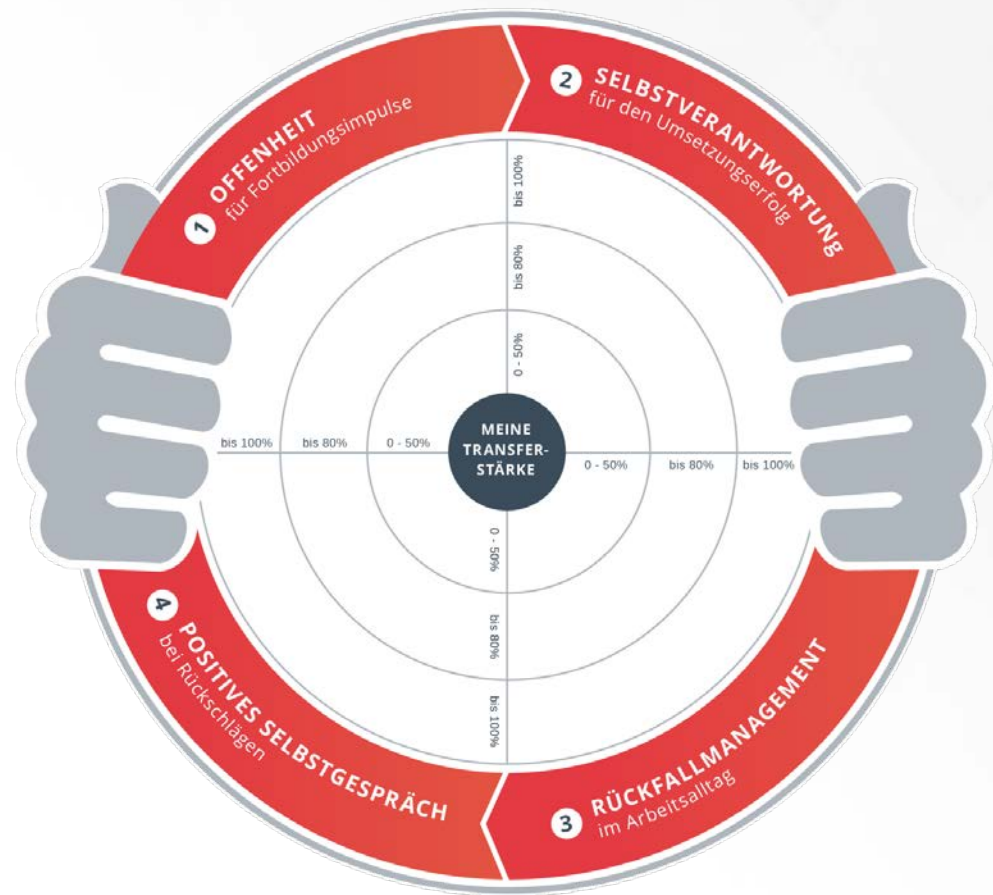 1 OFFENHEIT
für Fortbildungsimpulse
2 SELBSTVERANTWORTUNG
für den Umsetzungserfolg
bis 100%
bis 80%
0 - 50%
bis 100%
bis 80%
0 - 50%
MEINE
TRANSFER-
STÄRKE
0 - 50%
bis 80%
bis 100%
0 - 50%
bis 80%
bis 100%
3 RÜCKFALLMANAGEMENT
im Arbeitsalltag
4 POSITIVES SELBSTGESPRÄCH
bei Rückschlägen